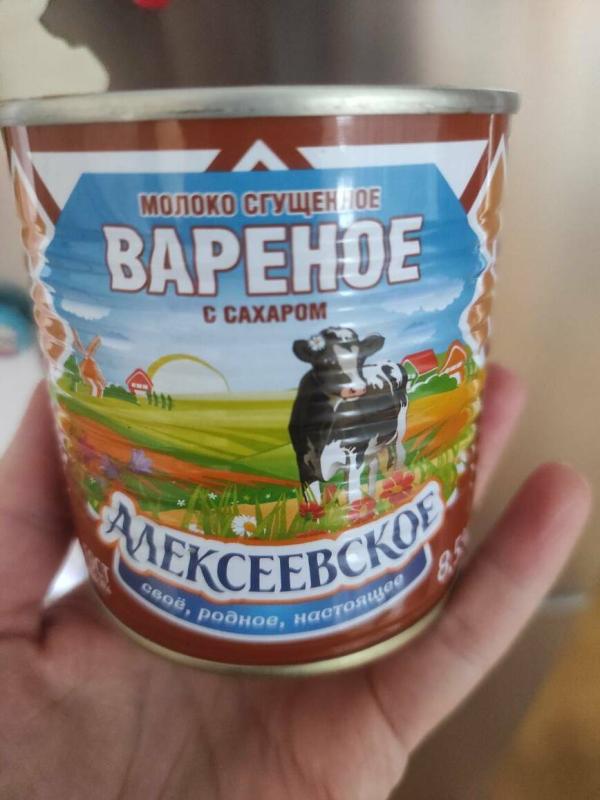 МОЛОКО СГУЩЕННОЕ
ВАРЕНОЕ
С САХАРОМ
АЛЕКСЕЕВСКОЕ
своё, родное, настоящее